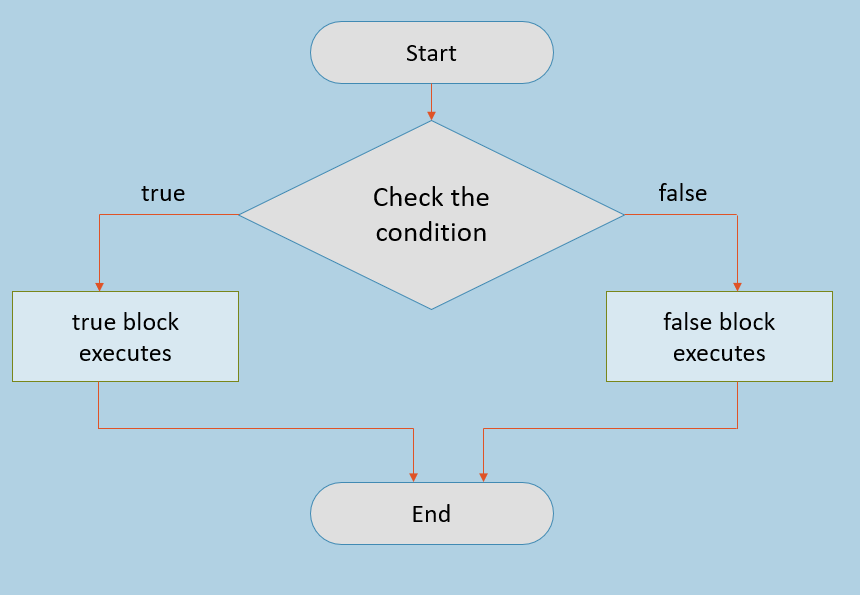 Start
Check the
condition
true
false
true block
executes
false block
executes
End